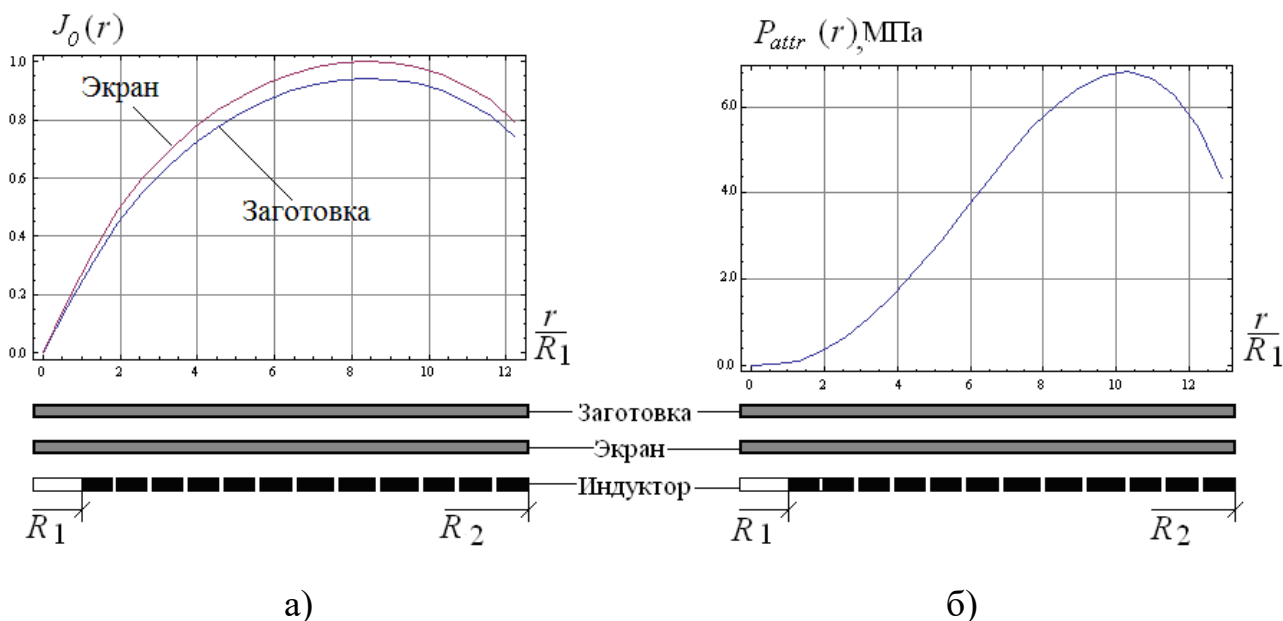 J₀(r)
1.0
0.8
0.6
0.4
0.2
0.0
Экран
Заготовка
0 2 4 6 8 10 12
r
R₁
P_attr (r), МПа
6.0
4.0
2.0
0.0
0 2 4 6 8 10 12
r
R₁
Заготовка
Экран
Индуктор
R₁ R₂
R₁ R₂
а) б)